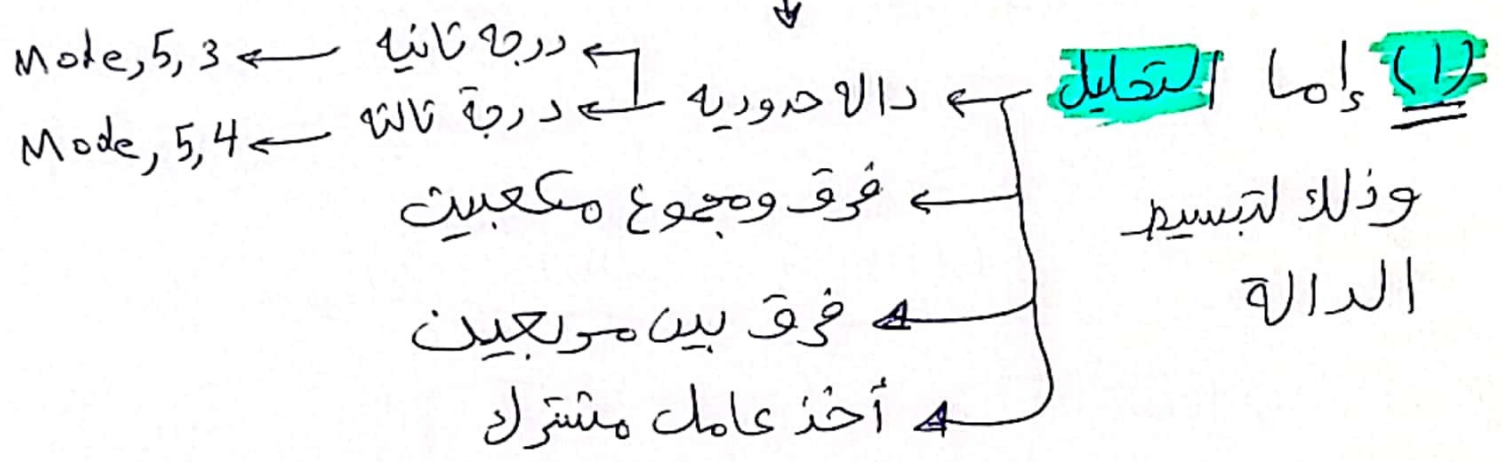 (١) إما التحليل ← دالة حدودية ← درجة ثانية ← Mode, 5, 3
← درجة ثالثة ← Mode, 5, 4
وذلك لتبسيط
الدالة
← فرق ومجموع مكعبين
← فرق بين مربعين
← أخذ عامل مشترك